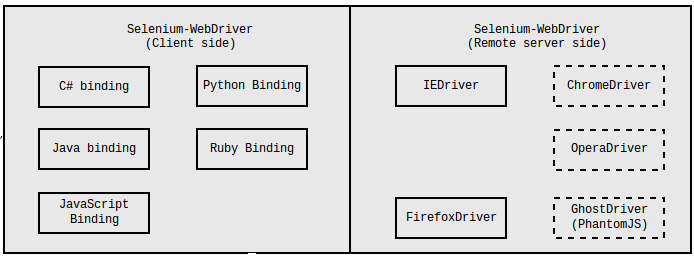 Selenium-WebDriver
(Client side)
C# binding
Python Binding
Java binding
Ruby Binding
JavaScript
Binding
Selenium-WebDriver
(Remote server side)
IEDriver
ChromeDriver
OperaDriver
FirefoxDriver
GhostDriver
(PhantomJS)